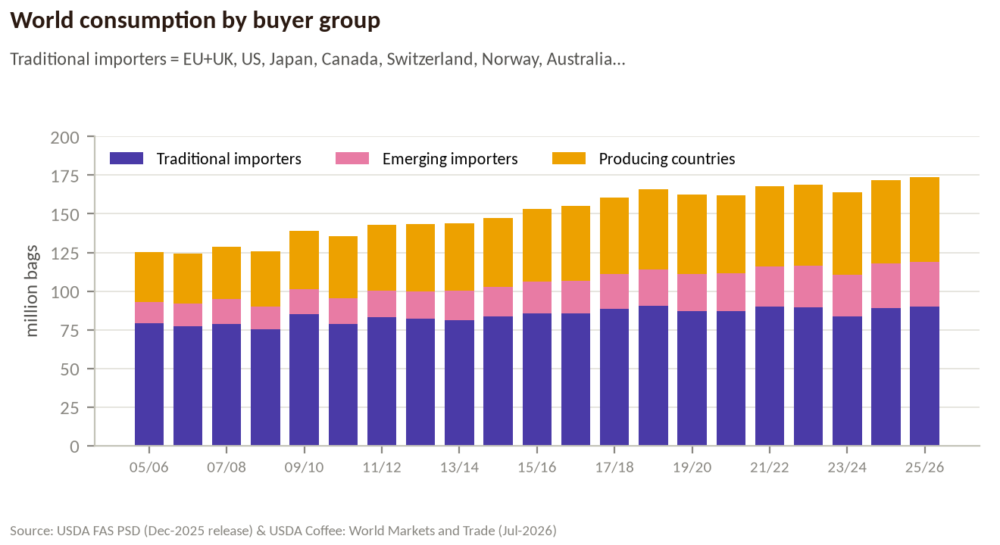 World consumption by buyer group
Traditional importers = EU+UK, US, Japan, Canada, Switzerland, Norway, Australia...
200
Traditional importers Emerging importers Producing countries
175
150
125
100
75
50
25
0
million bags
05/06 07/08 09/10 11/12 13/14 15/16 17/18 19/20 21/22 23/24 25/26
Source: USDA FAS PSD (Dec-2025 release) & USDA Coffee: World Markets and Trade (Jul-2026)